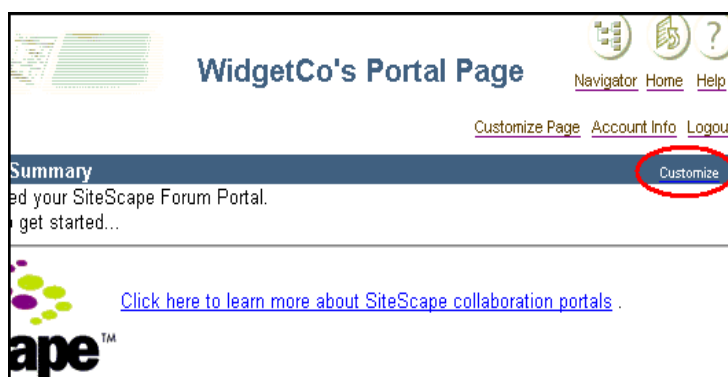 WidgetCo's Portal Page
Navigator Home Help
Customize Page Account Info Logou
Summary Customize
ed your SiteScape Forum Portal.
get started...
Click here to learn more about SiteScape collaboration portals .
ape™